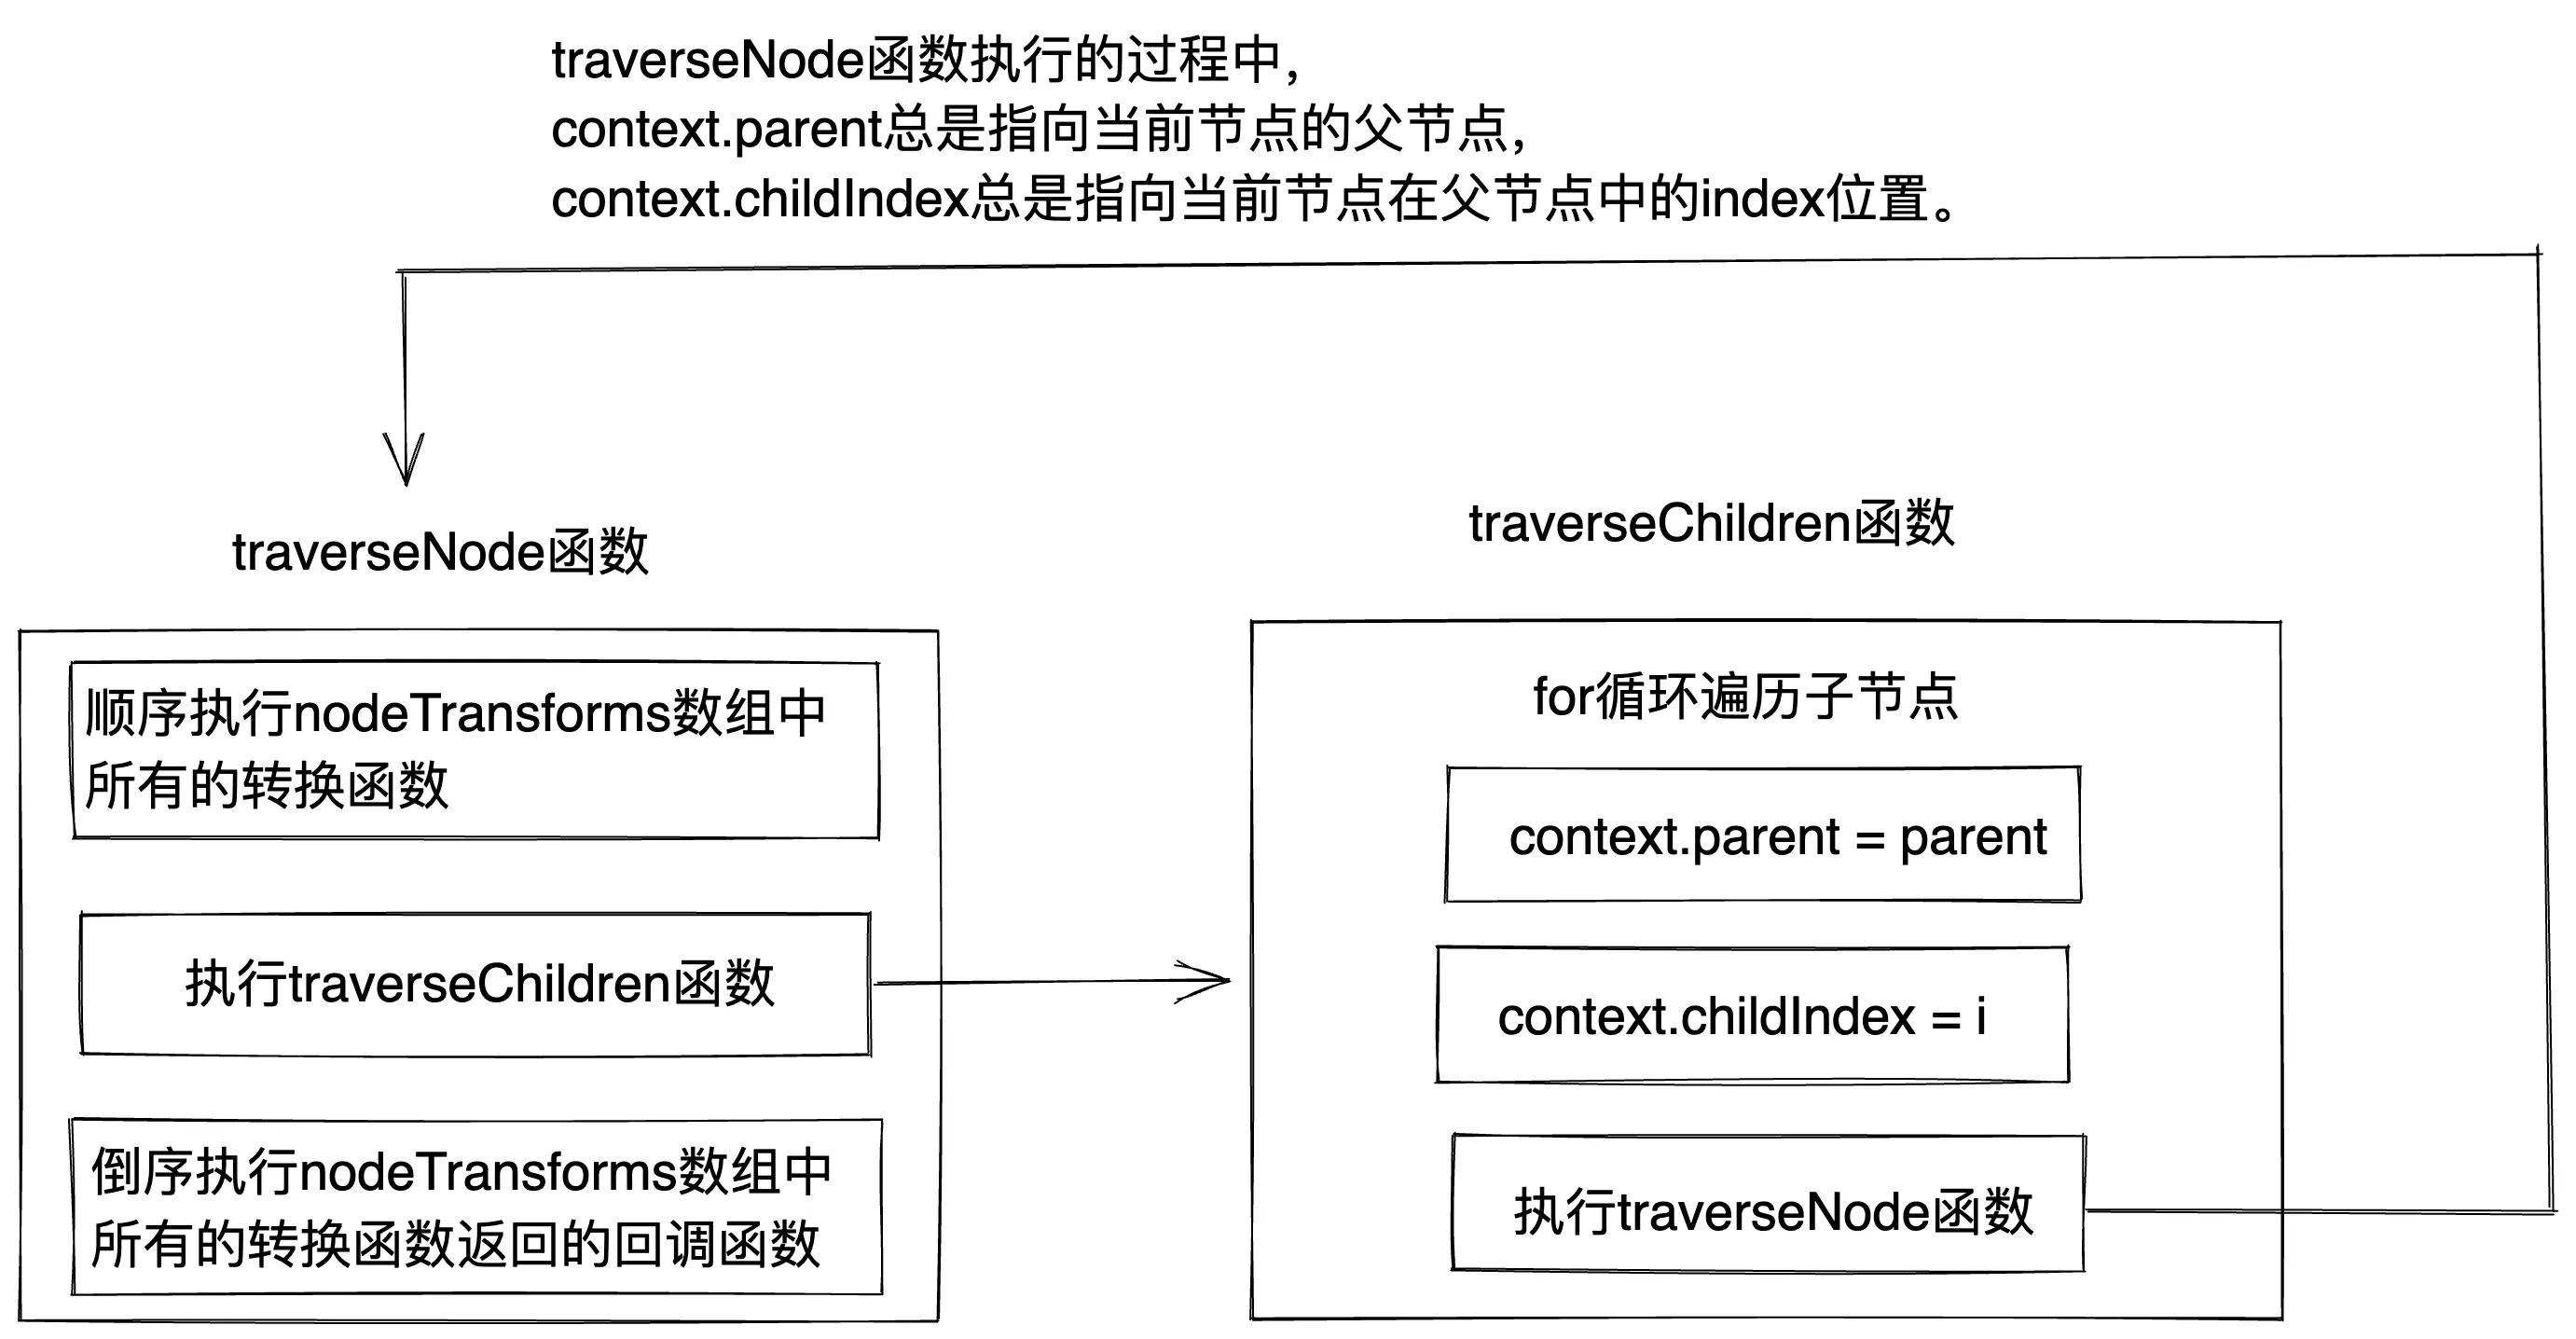 traverseNode函数执行的过程中，
context.parent总是指向当前节点的父节点，
context.childIndex总是指向当前节点在父节点中的index位置。
traverseNode函数
顺序执行nodeTransforms数组中
所有的转换函数
执行traverseChildren函数
倒序执行nodeTransforms数组中
所有的转换函数返回的回调函数
traverseChildren函数
for循环遍历子节点
context.parent = parent
context.childIndex = i
执行traverseNode函数